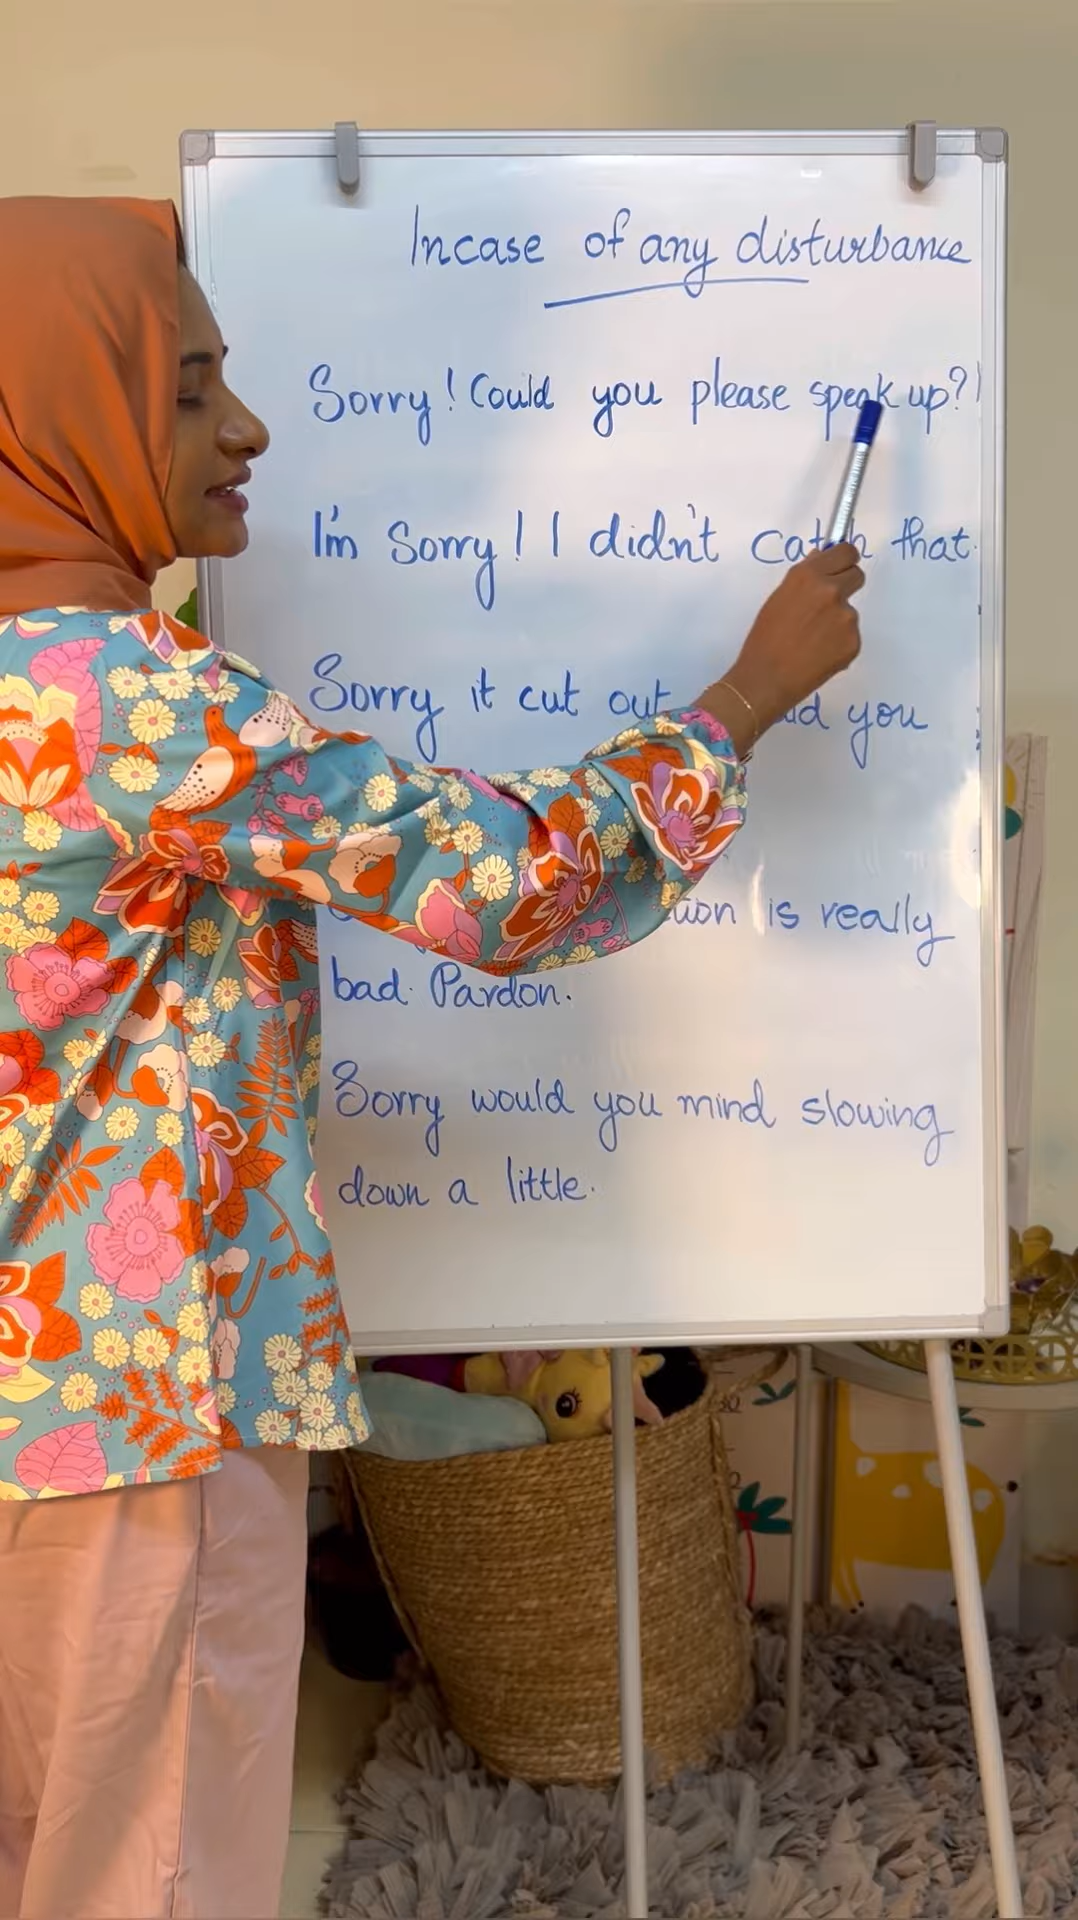 Incase of any disturbance
Sorry! Could you please speak up?
I'm Sorry! I didn't catch that.
Sorry it cut out you
is really
bad. Pardon.
Sorry would you mind slowing
down a little.